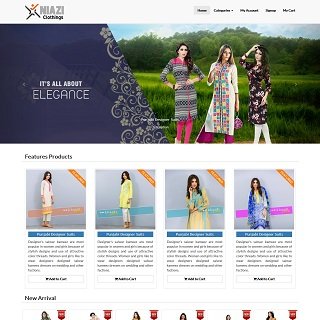 NIAZI
Clothings
Home
Categories
My Account
Signup
My Cart
IT'S ALL ABOUT
ELEGANCE
Punjabi Designer Suits
Features Products
Punjabi Designer Suits
Punjabi Designer Suits
Punjabi Designer Suits
Punjabi Designer Suits
Designer's salwar kameez are most
popular in women and girls because of
stylish designs and use of attractive
color threads. Women and girls like to
wear designers designer salwar
kameez dresses on wedding and other
fuctions.
Designer's salwar kameez are most
popular in women and girls because of
stylish designs and use of attractive
color threads. Women and girls like to
wear designers designer salwar
kameez dresses on wedding and other
fuctions.
Designer's salwar kameez are most
popular in women and girls because of
stylish designs and use of attractive
color threads. Women and girls like to
wear designers designer salwar
kameez dresses on wedding and other
fuctions.
Designer's salwar kameez are most
popular in women and girls because of
stylish designs and use of attractive
color threads. Women and girls like to
wear designers designer salwar
kameez dresses on wedding and other
fuctions.
Add to Cart
Add to Cart
Add to Cart
Add to Cart
New Arrival